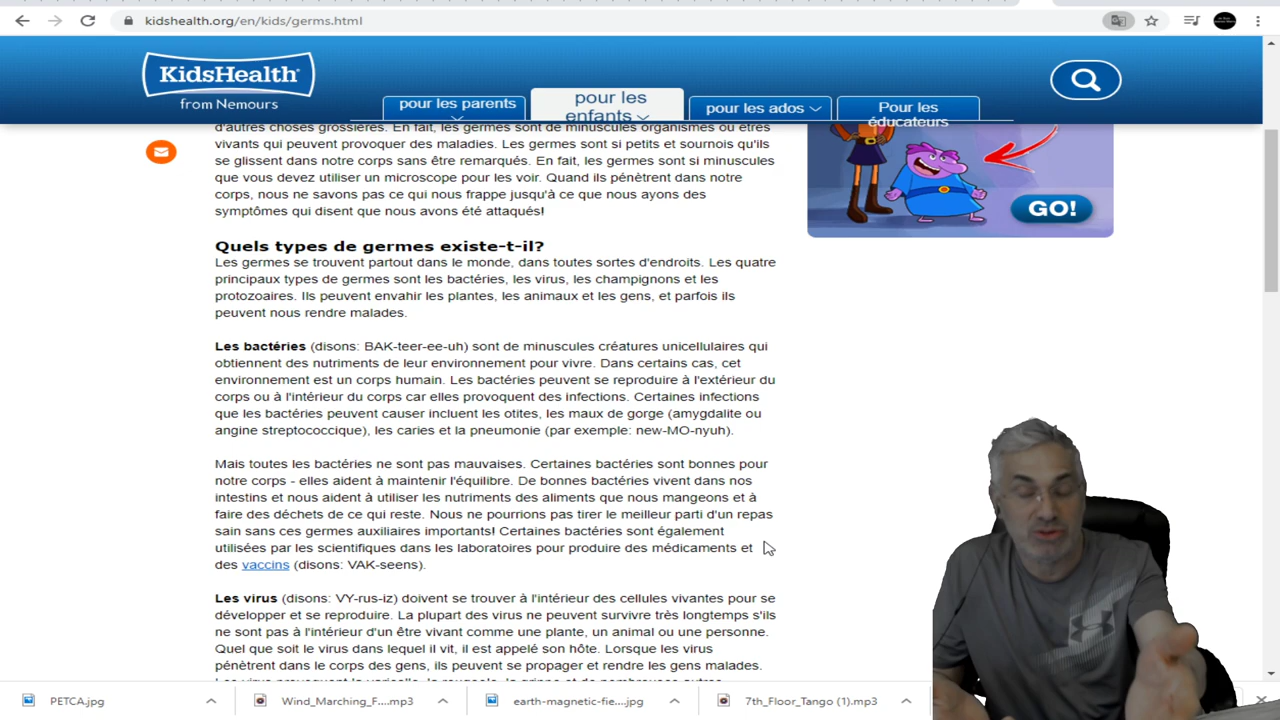 kidshealth.org/en/kids/germs.html
KidsHealth®
from Nemours
pour les parents
pour les
enfants
pour les ados
Pour les
éducateurs
d'autres choses grossières. En fait, les germes sont de minuscules organismes ou êtres
vivants qui peuvent provoquer des maladies. Les germes sont si petits et sournois qu'ils
se glissent dans notre corps sans être remarqués. En fait, les germes sont si minuscules
que vous devez utiliser un microscope pour les voir. Quand ils pénètrent dans notre
corps, nous ne savons pas ce qui nous frappe jusqu'à ce que nous ayons des
symptômes qui disent que nous avons été attaqués!
GO!
Quels types de germes existe-t-il?
Les germes se trouvent partout dans le monde, dans toutes sortes d'endroits. Les quatre
principaux types de germes sont les bactéries, les virus, les champignons et les
protozoaires. Ils peuvent envahir les plantes, les animaux et les gens, et parfois ils
peuvent nous rendre malades.
Les bactéries (disons: BAK-teer-ee-uh) sont de minuscules créatures unicellulaires qui
obtiennent des nutriments de leur environnement pour vivre. Dans certains cas, cet
environnement est un corps humain. Les bactéries peuvent se reproduire à l'extérieur du
corps ou à l'intérieur du corps car elles provoquent des infections. Certaines infections
que les bactéries peuvent causer incluent les otites, les maux de gorge (amygdalite ou
angine streptococcique), les caries et la pneumonie (par exemple: new-MO-nyuh).
Mais toutes les bactéries ne sont pas mauvaises. Certaines bactéries sont bonnes pour
notre corps - elles aident à maintenir l'équilibre. De bonnes bactéries vivent dans nos
intestins et nous aident à utiliser les nutriments des aliments que nous mangeons et à
faire des déchets de ce qui reste. Nous ne pourrions pas tirer le meilleur parti d'un repas
sain sans ces germes auxiliaires importants! Certaines bactéries sont également
utilisées par les scientifiques dans les laboratoires pour produire des médicaments et
des vaccins (disons: VAK-seens).
Les virus (disons: VY-rus-iz) doivent se trouver à l'intérieur des cellules vivantes pour se
développer et se reproduire. La plupart des virus ne peuvent survivre très longtemps s'ils
ne sont pas à l'intérieur d'un être vivant comme une plante, un animal ou une personne.
Quel que soit le virus dans lequel il vit, il est appelé son hôte. Lorsque les virus
pénètrent dans le corps des gens, ils peuvent se propager et rendre les gens malades.
PETCA.jpg
Wind_Marching_F....mp3
earth-magnetic-fie....jpg
7th_Floor_Tango (1).mp3